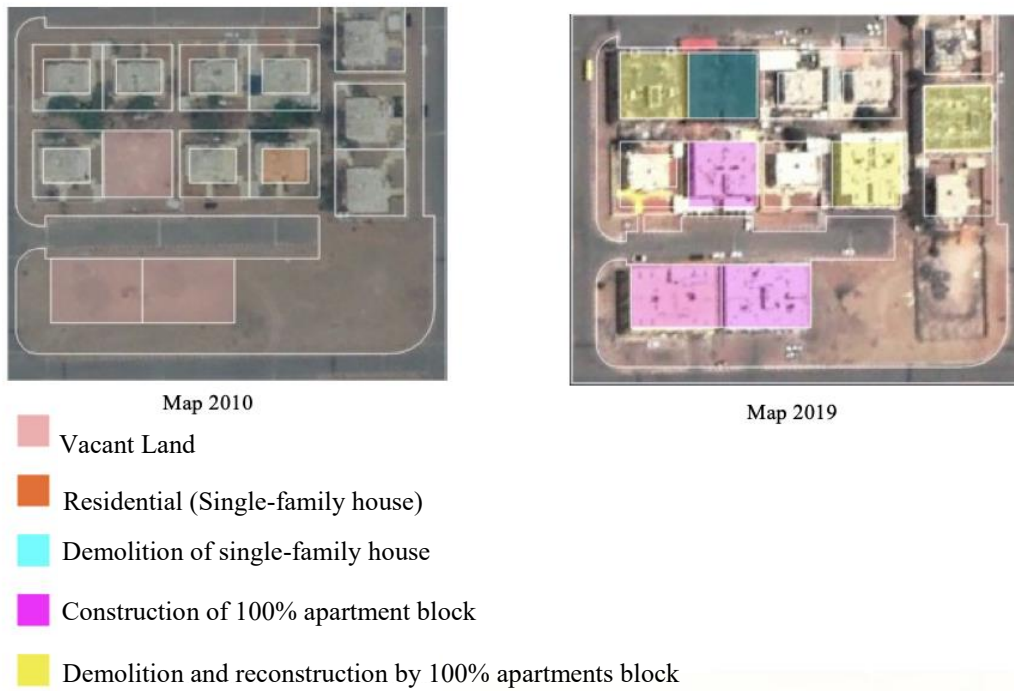 Map 2010
Map 2019
Vacant Land
Residential (Single-family house)
Demolition of single-family house
Construction of 100% apartment block
Demolition and reconstruction by 100% apartments block